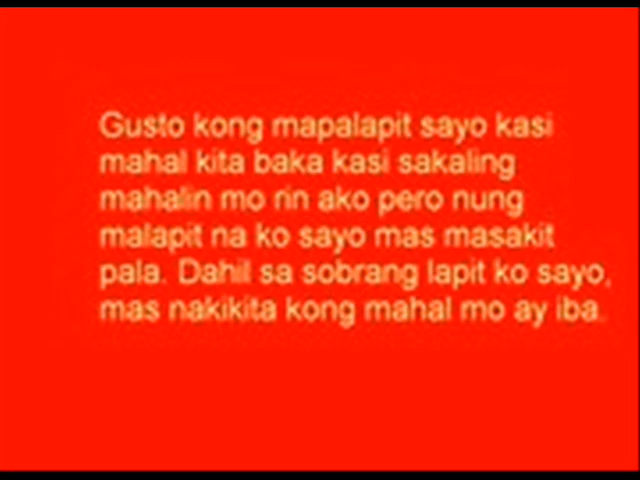 Gusto kong mapalapit sayo kasi
mahal kita baka kasi sakaling
mahalin mo rin ako pero nung
malapit na ko sayo mas masakit
pala. Dahil sa sobrang lapit ko sayo,
mas nakikita kong mahal mo ay iba.